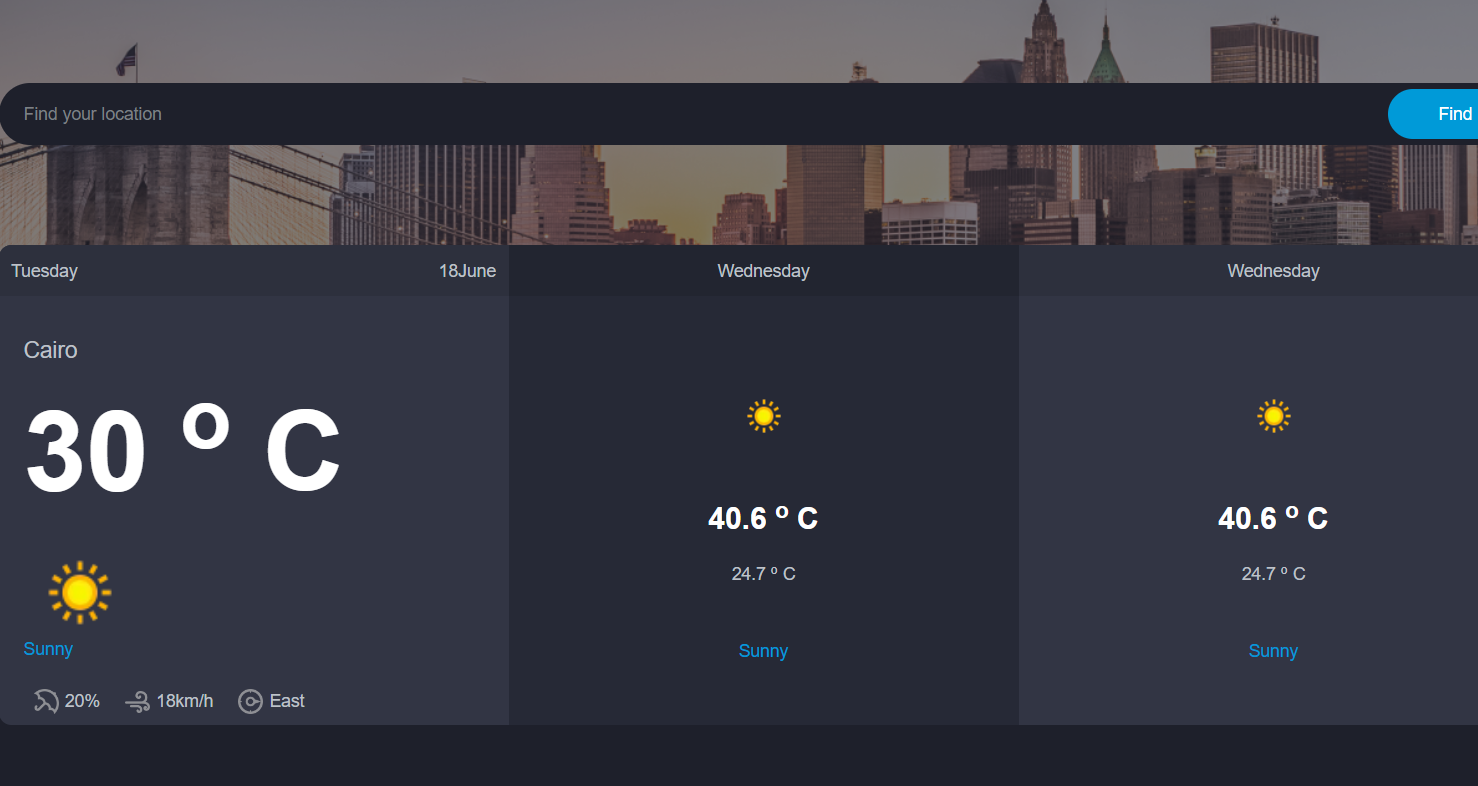 Find your location
Find
Tuesday 18June
Cairo
30 o C
Sunny
20% 18km/h East
Wednesday
40.6 o C
24.7 o C
Sunny
Wednesday
40.6 o C
24.7 o C
Sunny